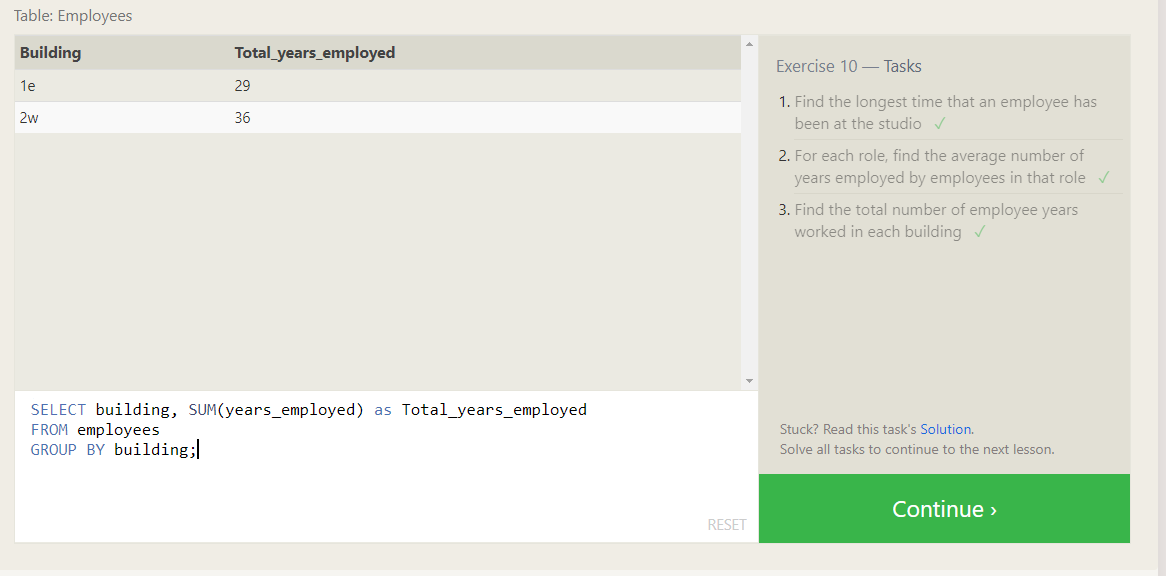 Table: Employees
Building Total_years_employed
1e 29
2w 36
SELECT building, SUM(years_employed) as Total_years_employed
FROM employees
GROUP BY building;
RESET
Exercise 10 — Tasks
1. Find the longest time that an employee has
been at the studio ✓
2. For each role, find the average number of
years employed by employees in that role ✓
3. Find the total number of employee years
worked in each building ✓
Stuck? Read this task's Solution.
Solve all tasks to continue to the next lesson.
Continue ›